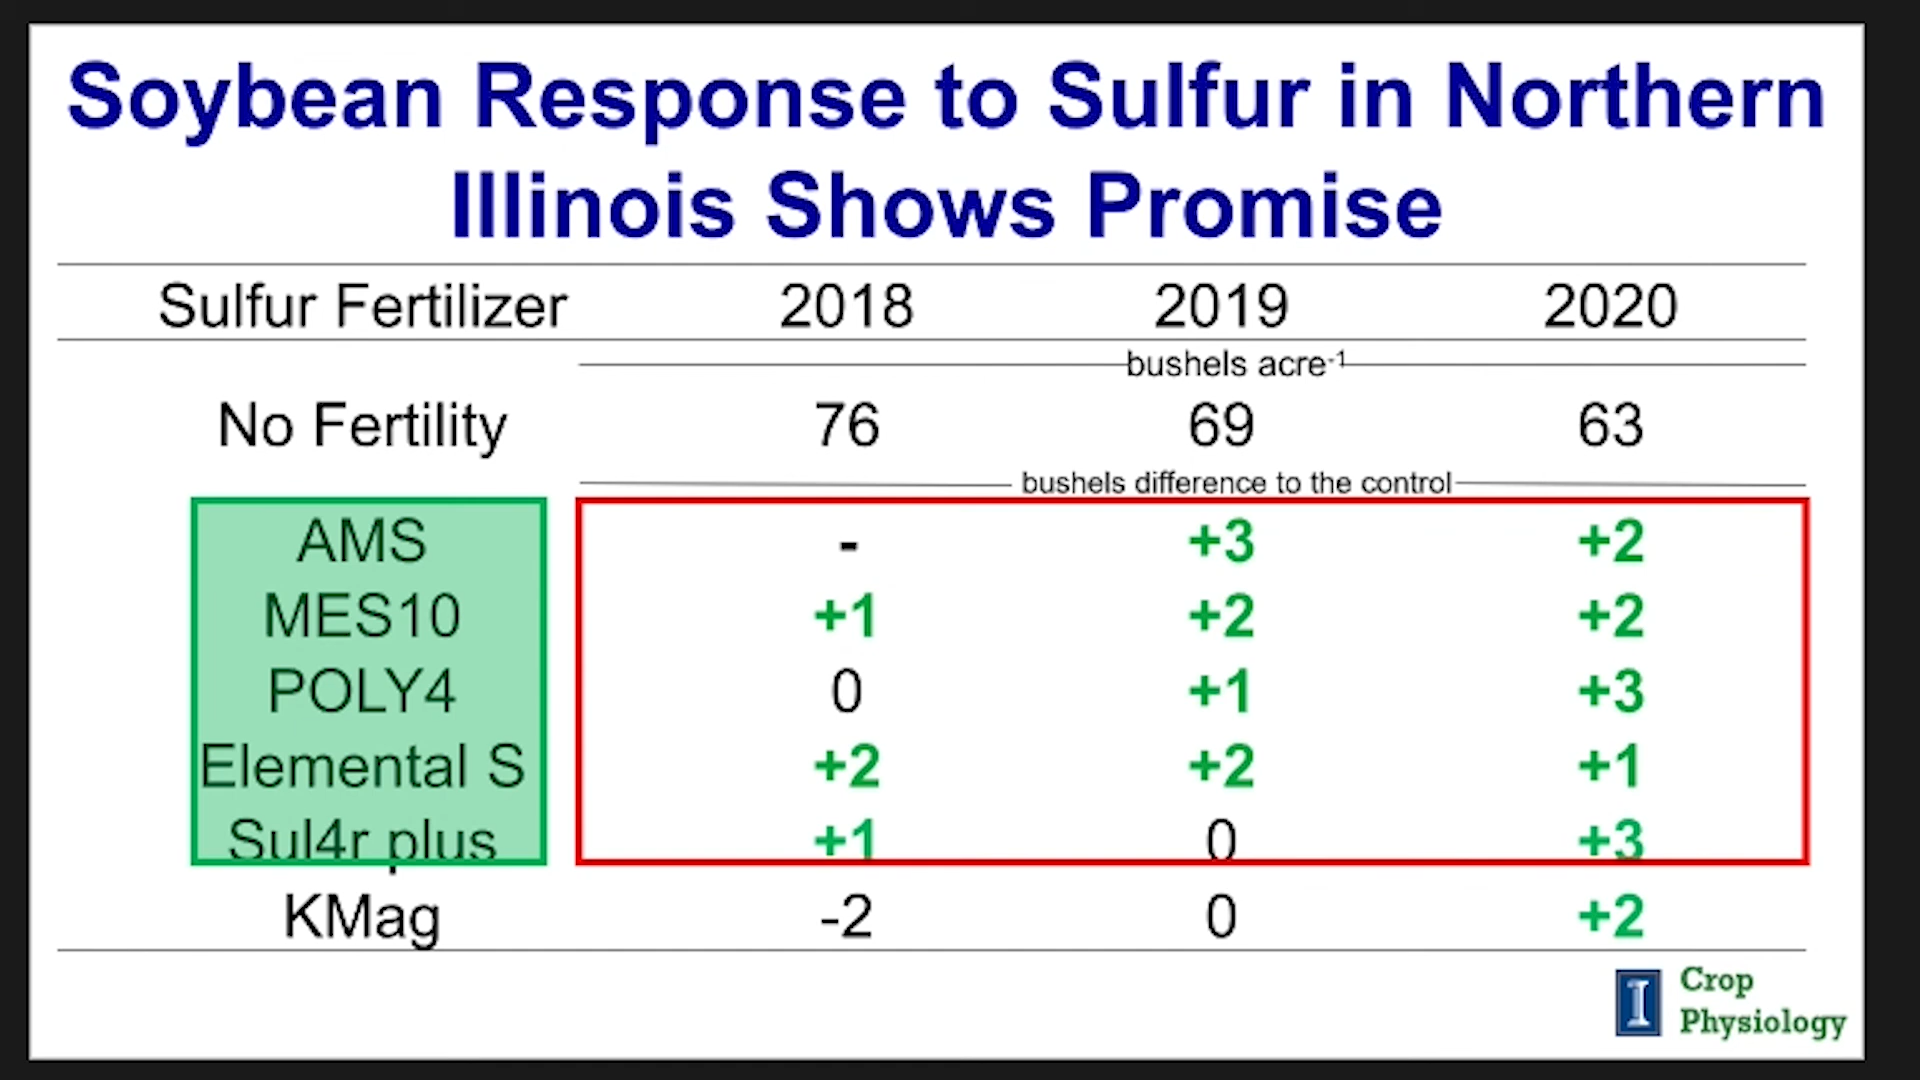 Soybean Response to Sulfur in Northern
Illinois Shows Promise
Sulfur Fertilizer 2018 2019 2020
bushels acre-1
No Fertility 76 69 63
bushels difference to the control
AMS - +3 +2
MES10 +1 +2 +2
POLY4 0 +1 +3
Elemental S +2 +2 +1
Sul4r plus +1 0 +3
KMag -2 0 +2
I Crop
Physiology